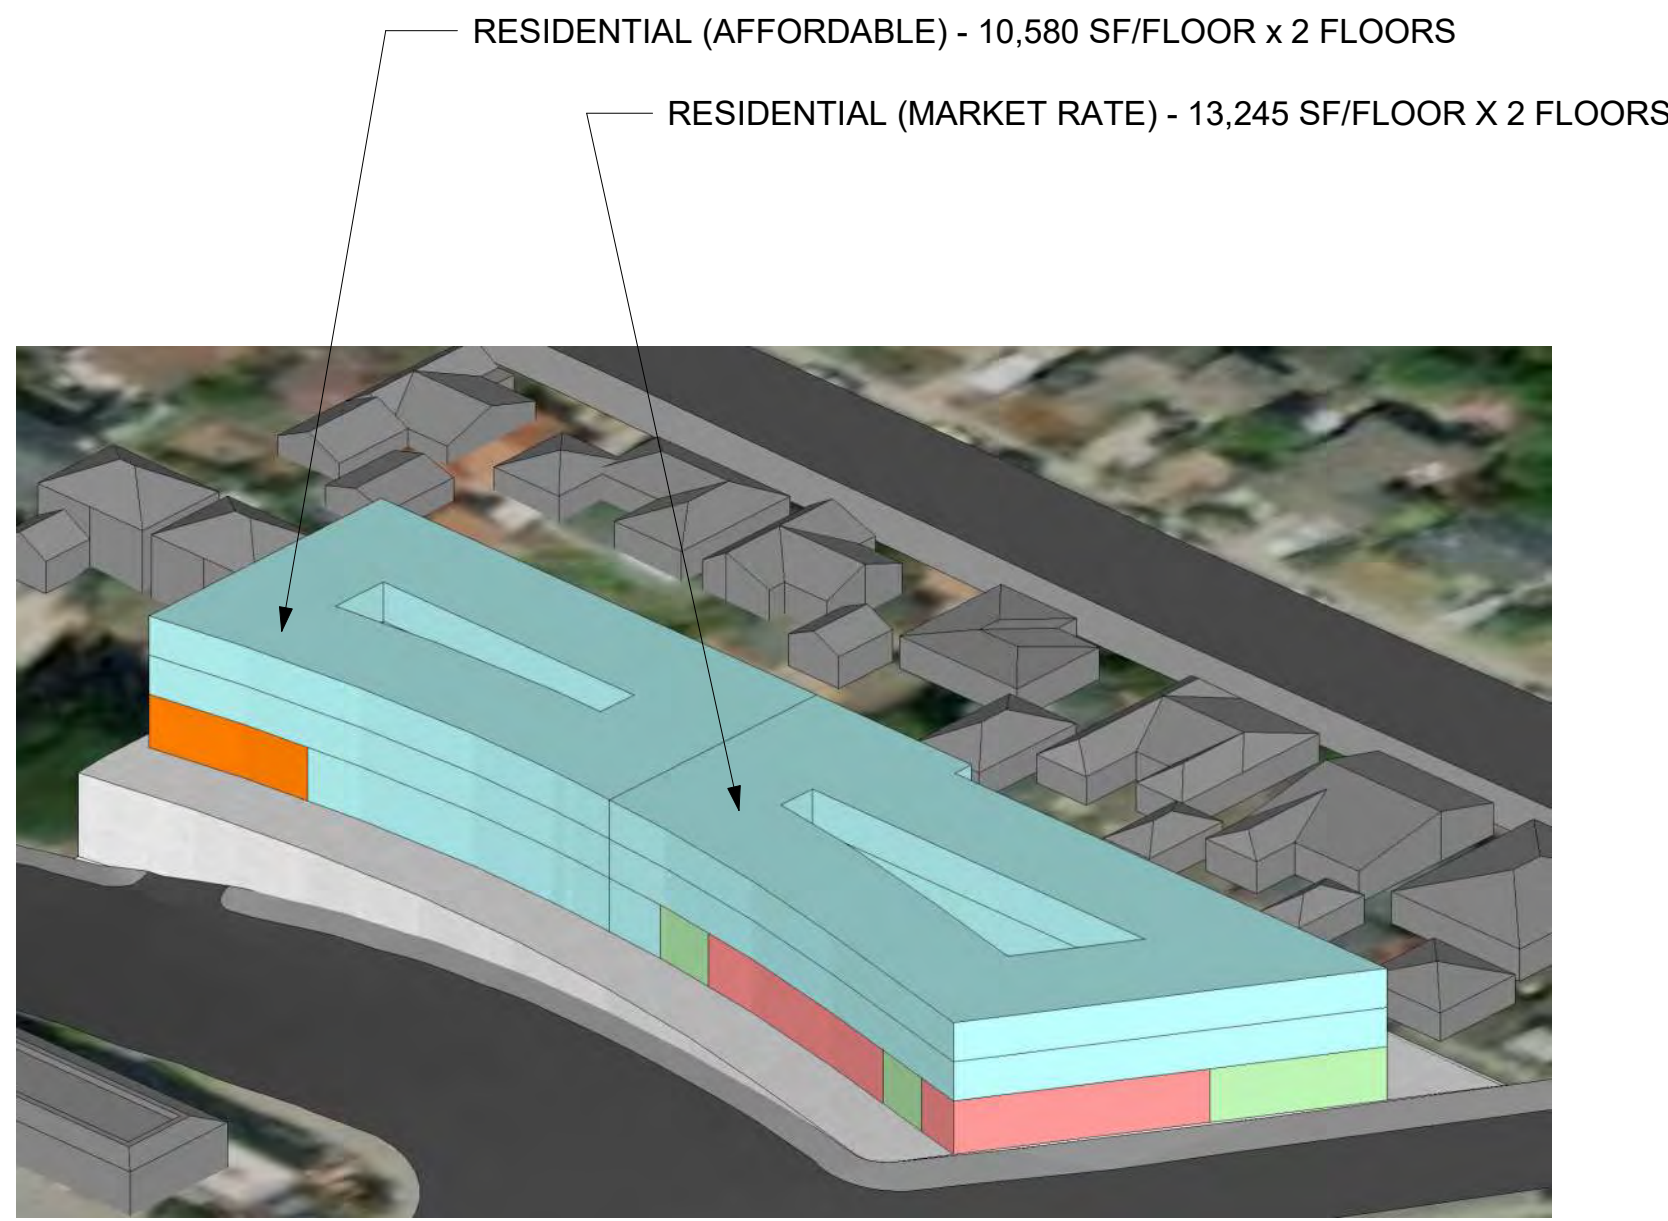 RESIDENTIAL (AFFORDABLE) - 10,580 SF/FLOOR x 2 FLOORS
RESIDENTIAL (MARKET RATE) - 13,245 SF/FLOOR X 2 FLOORS